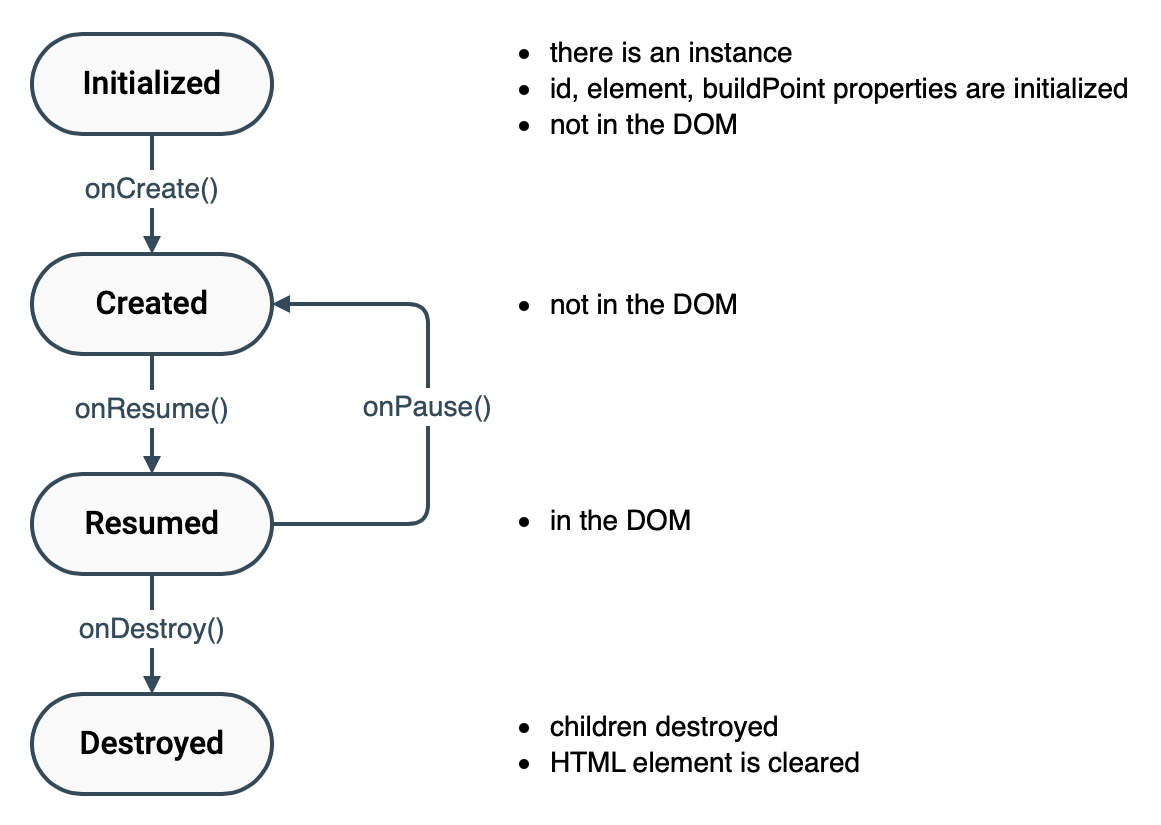 Initialized
• there is an instance
• id, element, buildPoint properties are initialized
• not in the DOM
onCreate()
Created
• not in the DOM
onResume()
onPause()
Resumed
• in the DOM
onDestroy()
Destroyed
• children destroyed
• HTML element is cleared